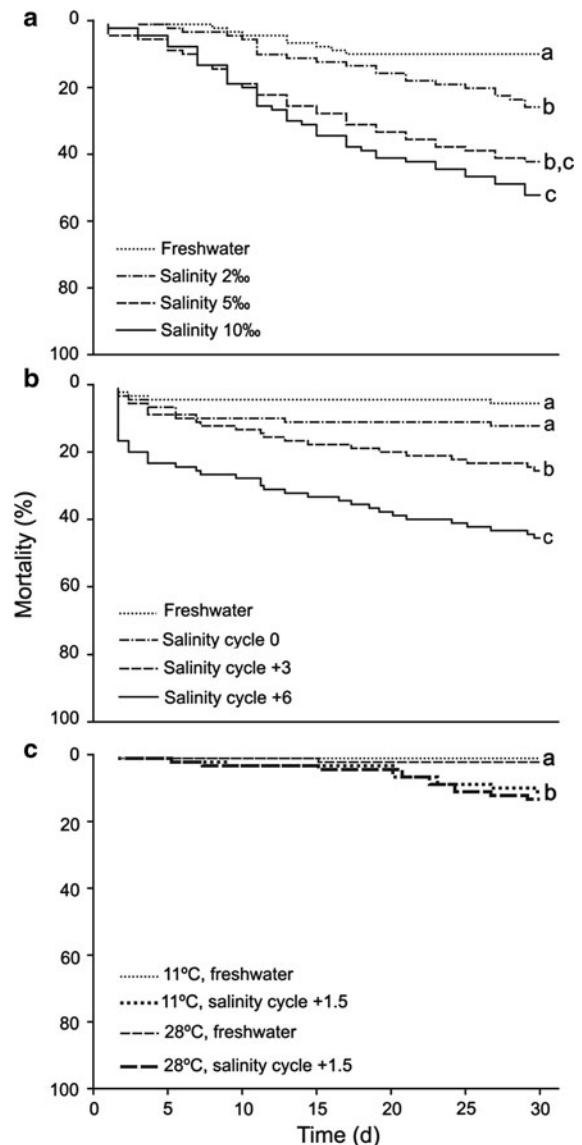 a
0
20
40
60
80
100
a
b
b,c
c
Freshwater
Salinity 2‰
Salinity 5‰
Salinity 10‰
b
0
20
40
60
80
100
Mortality (%)
a
a
b
c
Freshwater
Salinity cycle 0
Salinity cycle +3
Salinity cycle +6
c
0
20
40
60
80
100
a
b
11ºC, freshwater
11ºC, salinity cycle +1.5
28ºC, freshwater
28ºC, salinity cycle +1.5
0 5 10 15 20 25 30
Time (d)